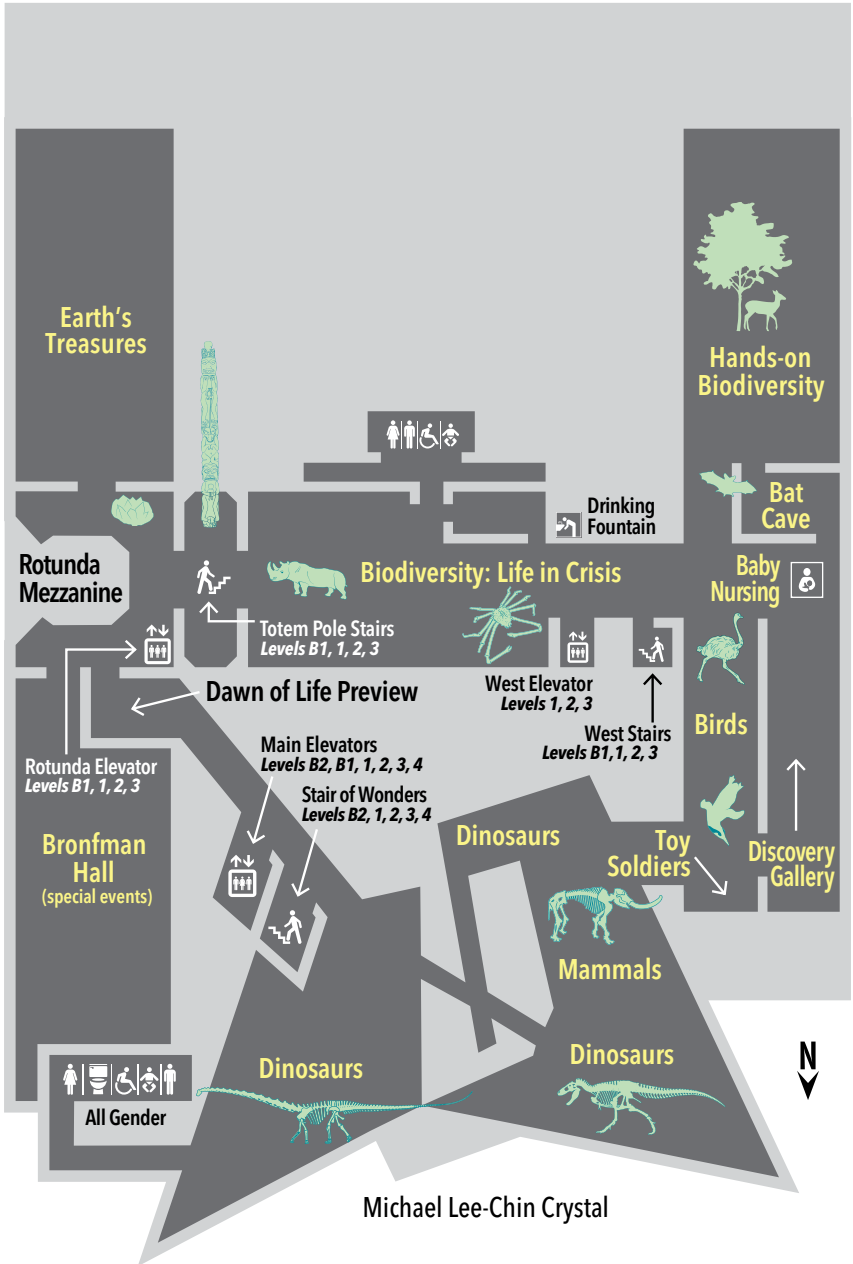 Earth's
Treasures
Hands-on
Biodiversity
Bat
Cave
Drinking
Fountain
Rotunda
Mezzanine
Biodiversity: Life in Crisis
Baby
Nursing
Totem Pole Stairs
Levels B1, 1, 2, 3
Dawn of Life Preview
West Elevator
Levels 1, 2, 3
West Stairs
Levels B1,1, 2, 3
Birds
Main Elevators
Levels B2, B1, 1, 2, 3, 4
Rotunda Elevator
Levels B1, 1, 2, 3
Stair of Wonders
Levels B2, 1, 2, 3, 4
Bronfman
Hall
(special events)
Dinosaurs
Toy
Soldiers
Discovery
Gallery
Mammals
Dinosaurs
Dinosaurs
N
All Gender
Michael Lee-Chin Crystal